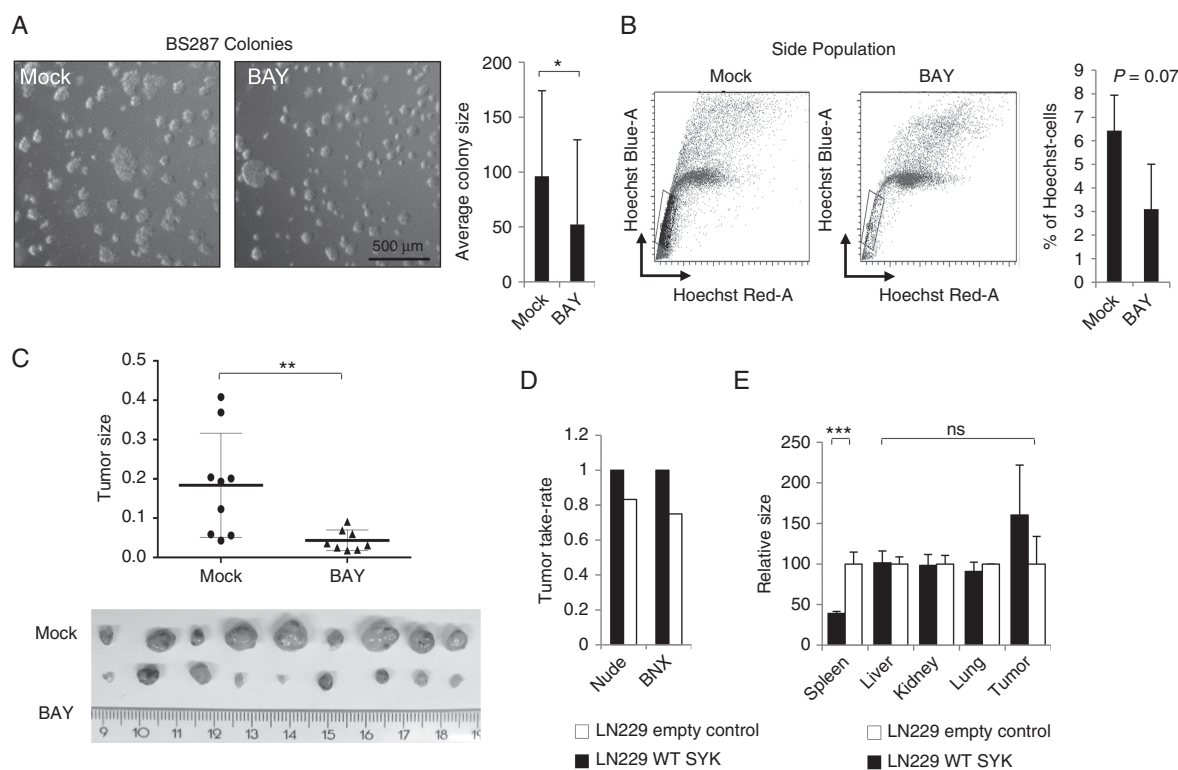 A
BS287 Colonies
Mock
BAY
500 μm
Average colony size
200
150
100
50
0
*
Mock
BAY
B
Side Population
Mock
BAY
Hoechst Blue-A
Hoechst Red-A
Hoechst Blue-A
Hoechst Red-A
% of Hoechst-cells
9
8
7
6
5
4
3
2
1
0
P = 0.07
Mock
BAY
C
Tumor size
0.5
0.4
0.3
0.2
0.1
0.0
**
Mock
BAY
Mock
BAY
9 10 11 12 13 14 15 16 17 18 19
D
Tumor take-rate
1.2
1
0.8
0.6
0.4
0.2
0
Nude
BNX
LN229 empty control
LN229 WT SYK
E
Relative size
250
200
150
100
50
0
***
ns
Spleen
Liver
Kidney
Lung
Tumor
LN229 empty control
LN229 WT SYK